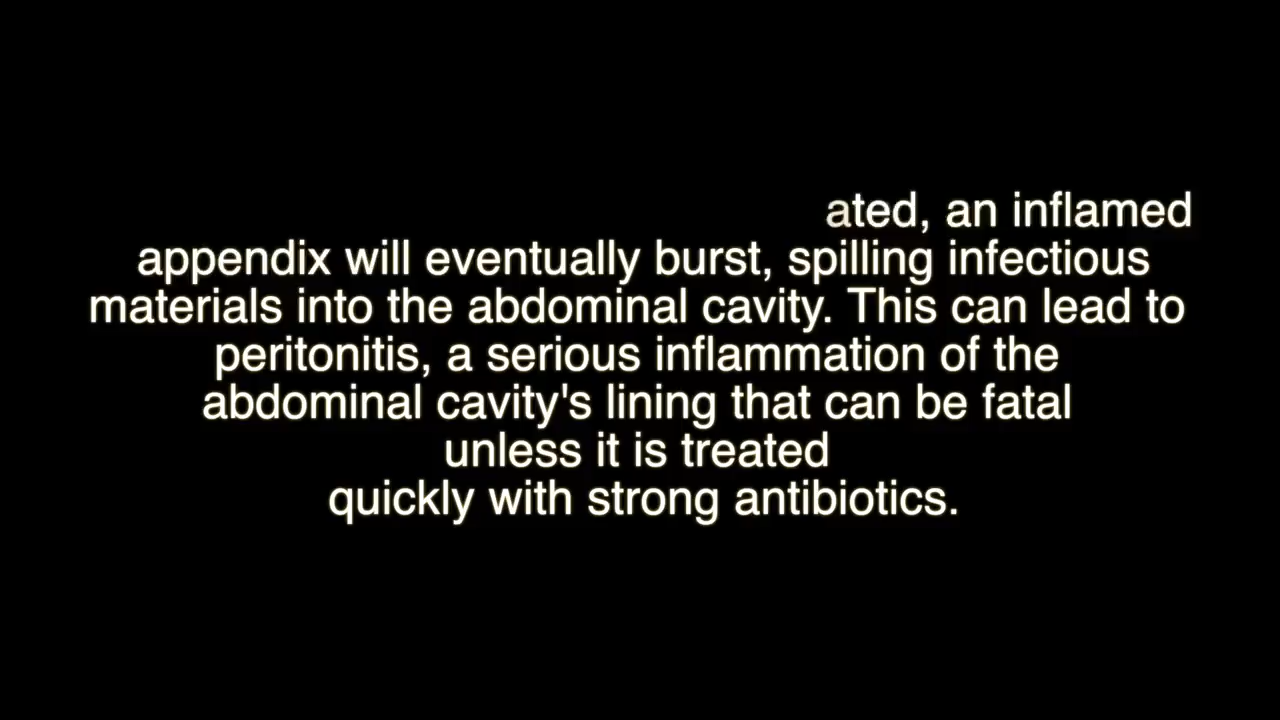 ated, an inflamed
appendix will eventually burst, spilling infectious
materials into the abdominal cavity. This can lead to
peritonitis, a serious inflammation of the
abdominal cavity's lining that can be fatal
unless it is treated
quickly with strong antibiotics.